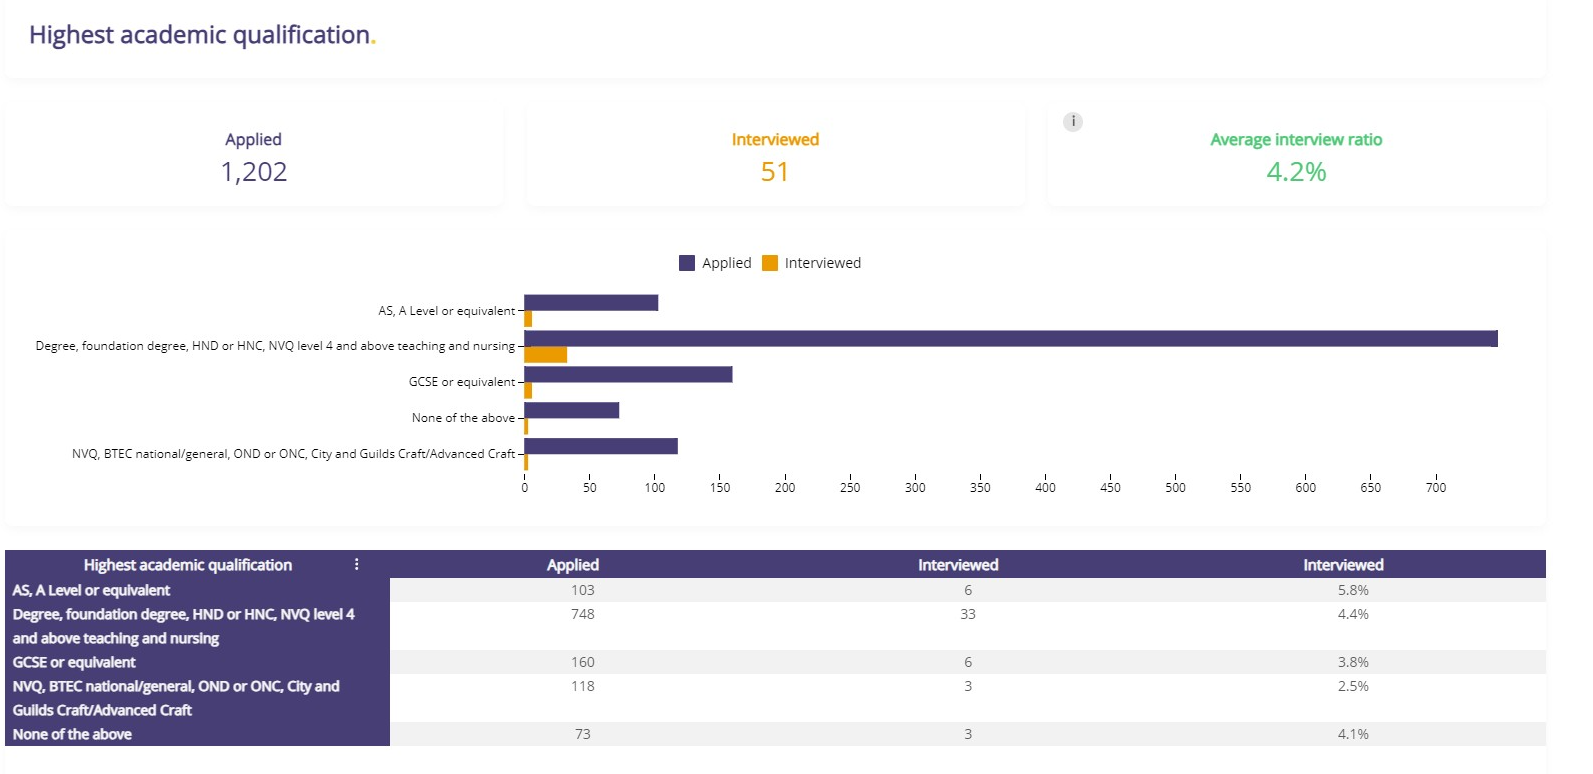 Highest academic qualification.
Applied
1,202
Interviewed
51
i
Average interview ratio
4.2%
Applied Interviewed
AS, A Level or equivalent
Degree, foundation degree, HND or HNC, NVQ level 4 and above teaching and nursing
GCSE or equivalent
None of the above
NVQ, BTEC national/general, OND or ONC, City and Guilds Craft/Advanced Craft
0 50 100 150 200 250 300 350 400 450 500 550 600 650 700
Highest academic qualification Applied Interviewed Interviewed
AS, A Level or equivalent 103 6 5.8%
Degree, foundation degree, HND or HNC, NVQ level 4 748 33 4.4%
and above teaching and nursing
GCSE or equivalent 160 6 3.8%
NVQ, BTEC national/general, OND or ONC, City and 118 3 2.5%
Guilds Craft/Advanced Craft
None of the above 73 3 4.1%